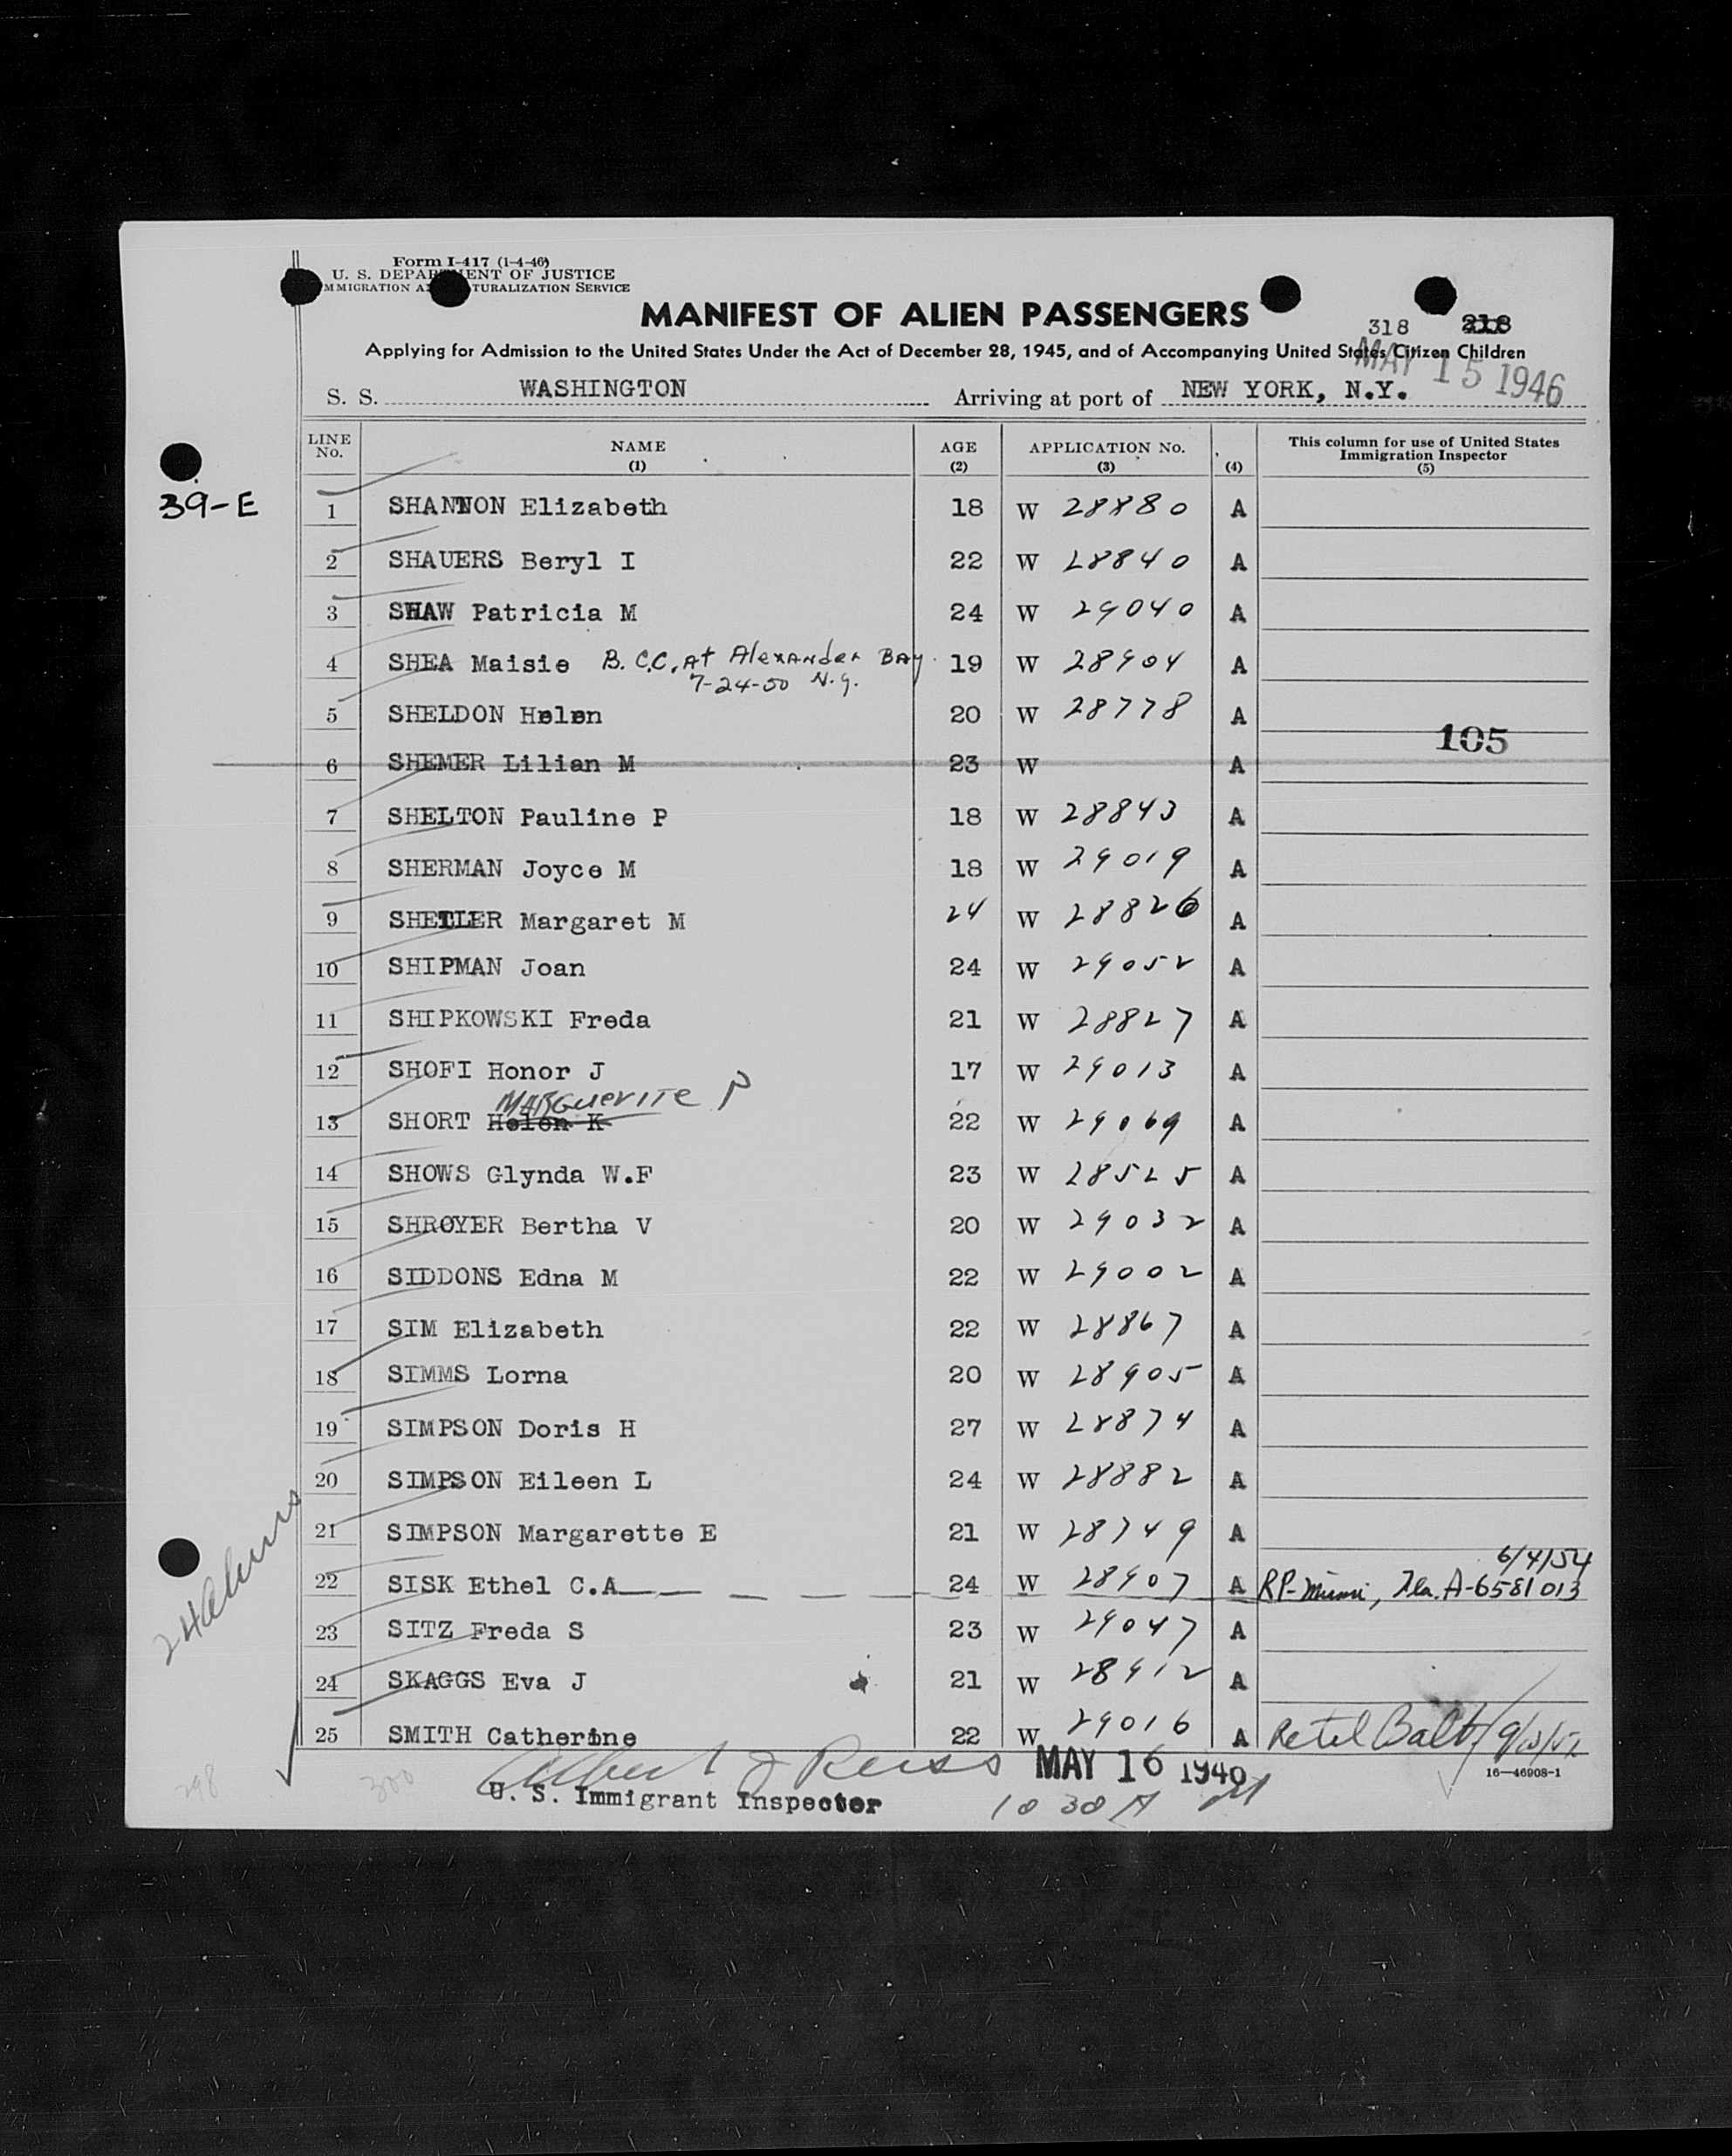 Form I-417 (1-4-46)
U. S. DEPARTMENT OF JUSTICE
IMMIGRATION AND NATURALIZATION SERVICE
MANIFEST OF ALIEN PASSENGERS
318 218
Applying for Admission to the United States Under the Act of December 28, 1945, and of Accompanying United States Citizen Children
MAY 15 1946
S. S. WASHINGTON Arriving at port of NEW YORK, N.Y.
LINE No. NAME (1) AGE (2) APPLICATION No. (3) (4) This column for use of United States Immigration Inspector (5)
39-E
1 SHANNON Elizabeth 18 W 28880 A
2 SHAUERS Beryl I 22 W 28840 A
3 SHAW Patricia M 24 W 29040 A
4 SHEA Maisie B.C.C. At Alexander Bay 19 W 28904 A
7-24-50 N.Y.
5 SHELDON Helen 20 W 28778 A
105
6 SHEMER Lilian M 23 W A
7 SHELTON Pauline P 18 W 28843 A
8 SHERMAN Joyce M 18 W 29019 A
9 SHETLER Margaret M 24 W 28826 A
10 SHIPMAN Joan 24 W 29052 A
11 SHIPKOWSKI Freda 21 W 28827 A
12 SHOFI Honor J 17 W 29013 A
MARGUERITE P
13 SHORT Helen K 22 W 29069 A
14 SHOWS Glynda W.F 23 W 28525 A
15 SHROYER Bertha V 20 W 29032 A
16 SIDDONS Edna M 22 W 29002 A
17 SIM Elizabeth 22 W 28867 A
18 SIMMS Lorna 20 W 28905 A
19 SIMPSON Doris H 27 W 28874 A
20 SIMPSON Eileen L 24 W 28882 A
21 SIMPSON Margarette E 21 W 28749 A
6/4/54
22 SISK Ethel C.A 24 W 28907 A RP-Miami, Fla. A-6581013
23 SITZ Freda S 23 W 29047 A
24 SKAGGS Eva J 21 W 28912 A
25 SMITH Catherine 22 W 29016 A Retel Balt
16—46908-1
Albert J Reiss MAY 16 1946
U. S. Immigrant Inspector 10 30 A
298 300